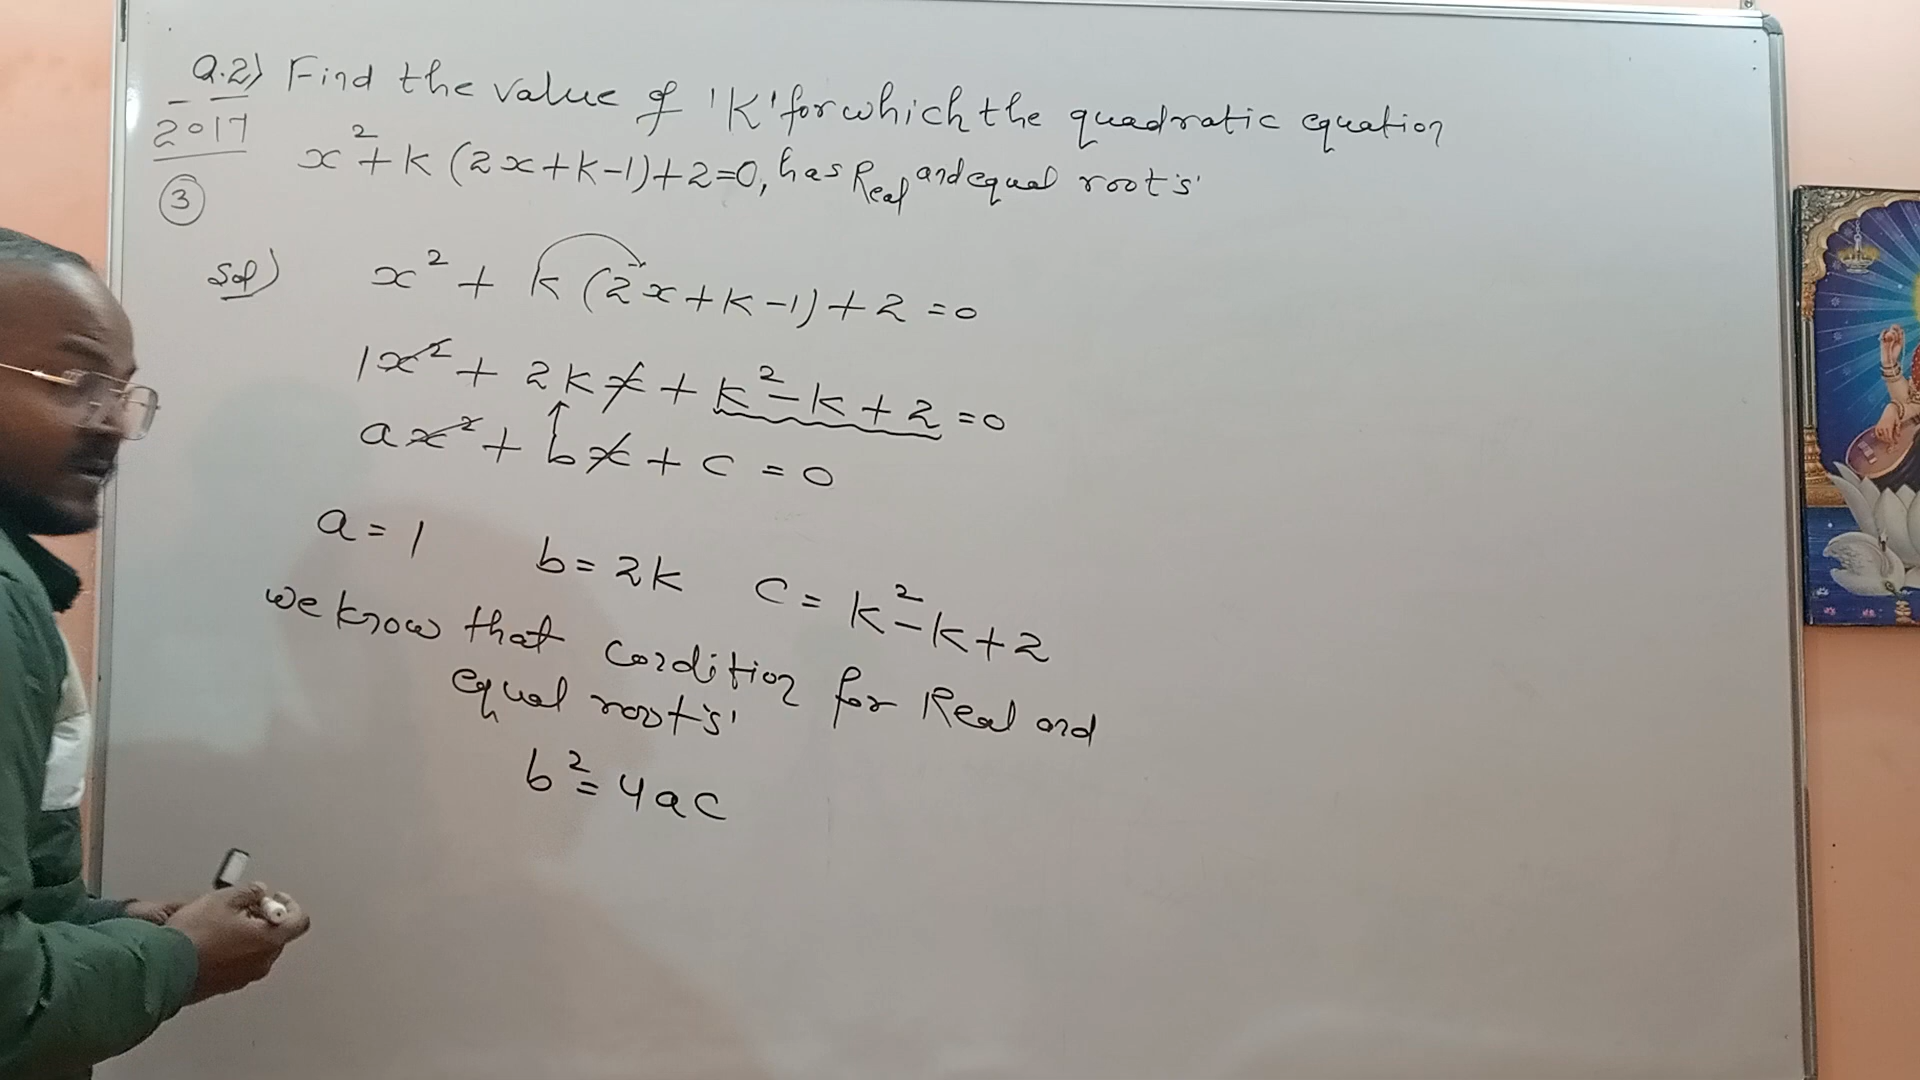 Q.2) Find the value of 'K' for which the quadratic equation
2017
x² + k (2x+k-1)+2=0, has Real and equal root's'
3
Sol) x² + k (2x+k-1)+2=0
1x² + 2kx + k²-k+2=0
ax² + bx + c = 0
a=1 b=2k c=k²-k+2
we know that condition for Real and
equal root's'
b²=4ac